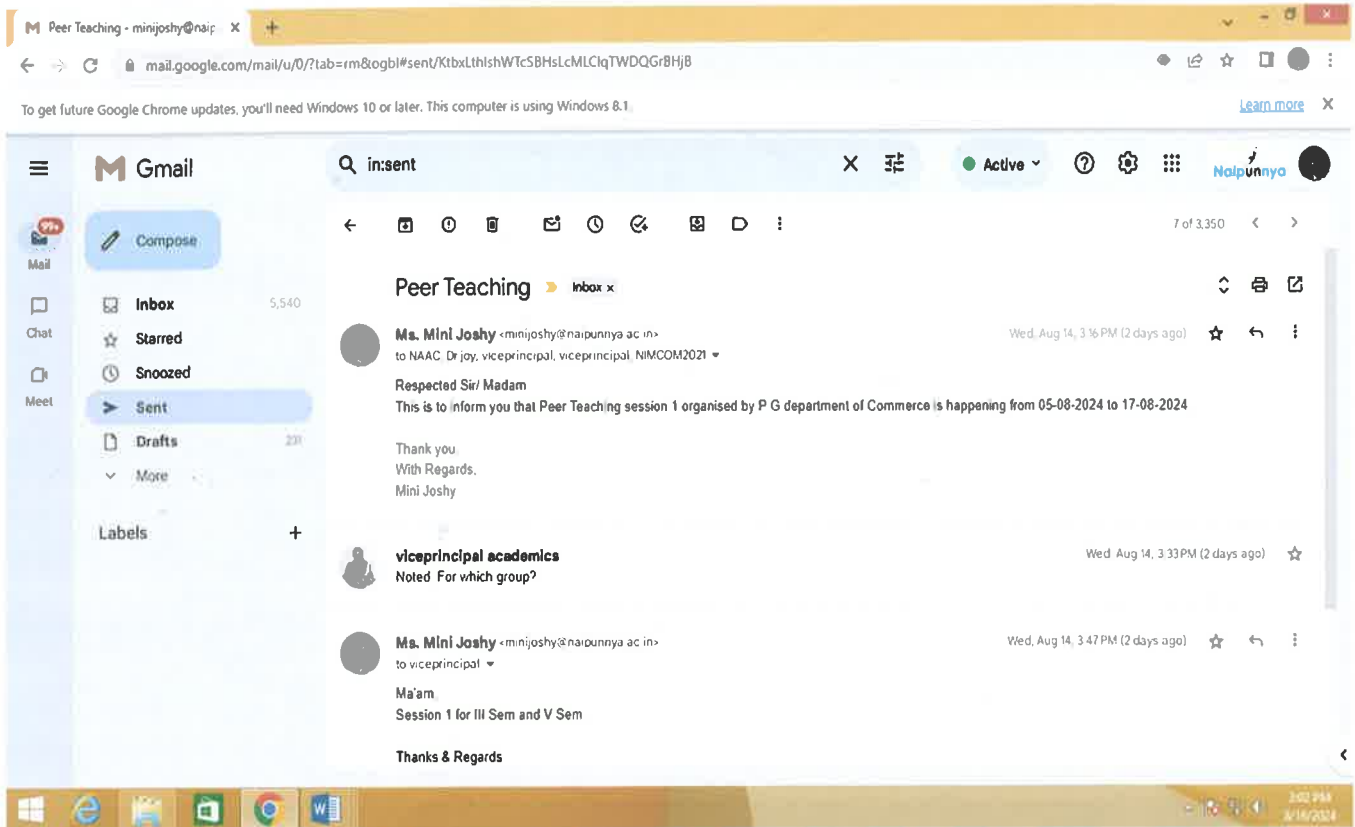 Peer Teaching - minijoshy@naip
mail.google.com/mail/u/0/?tab=rm&ogbl#sent/KtbxLthlshWTcSBHsLcMLClqTWDQGrBHjB
To get future Google Chrome updates, you'll need Windows 10 or later. This computer is using Windows 8.1.
Learn more
Gmail
in:sent
Active
Naipunnya
99+
Mail
Chat
Meet
Compose
Inbox 5,540
Starred
Snoozed
Sent
Drafts
More
Labels
7 of 3,350
Peer Teaching
Inbox x
Ms. Mini Joshy <minijoshy@naipunnya.ac.in>
Wed, Aug 14, 3:16 PM (2 days ago)
to NAAC, Dr joy, viceprincipal, viceprincipal, NIMCOM2021
Respected Sir/ Madam
This is to inform you that Peer Teaching session 1 organised by P G department of Commerce is happening from 05-08-2024 to 17-08-2024
Thank you
With Regards,
Mini Joshy
viceprincipal academics
Wed, Aug 14, 3:33 PM (2 days ago)
Noted For which group?
Ms. Mini Joshy <minijoshy@naipunnya.ac.in>
Wed, Aug 14, 3:47 PM (2 days ago)
to viceprincipal
Ma'am
Session 1 for III Sem and V Sem
Thanks & Regards
3:02 PM
8/16/2024